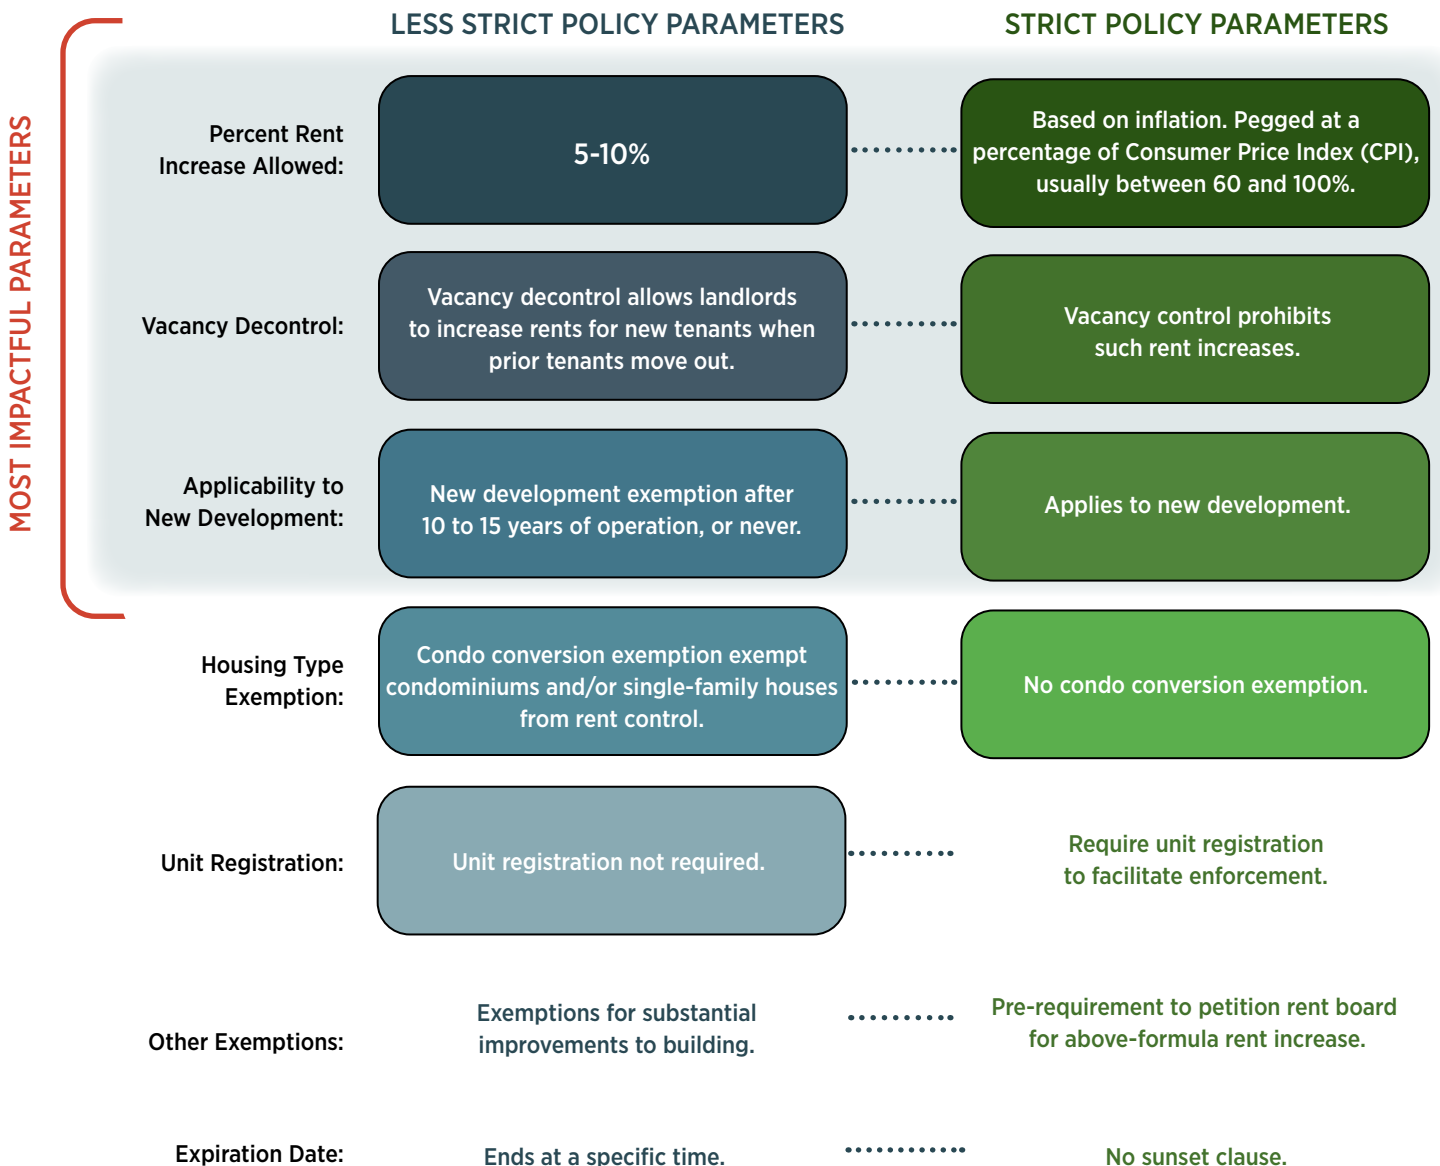 LESS STRICT POLICY PARAMETERS
STRICT POLICY PARAMETERS
MOST IMPACTFUL PARAMETERS
Percent Rent
Increase Allowed:
5-10%
Based on inflation. Pegged at a
percentage of Consumer Price Index (CPI),
usually between 60 and 100%.
Vacancy Decontrol:
Vacancy decontrol allows landlords
to increase rents for new tenants when
prior tenants move out.
Vacancy control prohibits
such rent increases.
Applicability to
New Development:
New development exemption after
10 to 15 years of operation, or never.
Applies to new development.
Housing Type
Exemption:
Condo conversion exemption exempt
condominiums and/or single-family houses
from rent control.
No condo conversion exemption.
Unit Registration:
Unit registration not required.
Require unit registration
to facilitate enforcement.
Other Exemptions:
Exemptions for substantial
improvements to building.
Pre-requirement to petition rent board
for above-formula rent increase.
Expiration Date:
Ends at a specific time.
No sunset clause.